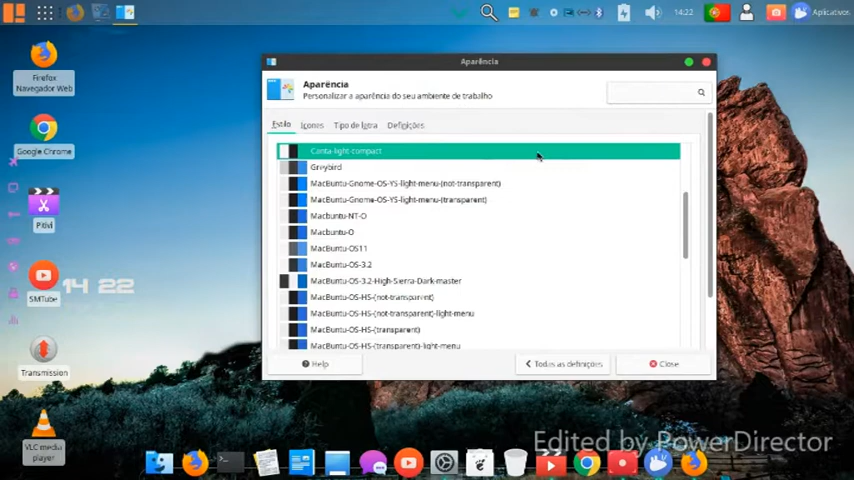 14:22
Aplicativos
Aparência
Firefox
Navegador Web
Google Chrome
Pitivi
SMTube
Transmission
VLC media
player
14 22
Aparência
Personalizar a aparência do seu ambiente de trabalho
Estilo
Ícones
Tipo de letra
Definições
Canta-light-compact
Greybird
MacBuntu-Gnome-OS-YS-light-menu-(not-transparent)
MacBuntu-Gnome-OS-YS-light-menu-(transparent)
Macbuntu-NT-O
Macbuntu-O
MacBuntu-OS11
MacBuntu-OS-3.2
MacBuntu-OS-3.2-High-Sierra-Dark-master
MacBuntu-OS-HS-(not-transparent)
MacBuntu-OS-HS-(not-transparent)-light-menu
MacBuntu-OS-HS-(transparent)
MacBuntu-OS-HS-(transparent)-light-menu
Help
Todas as definições
Close
Edited by PowerDirector